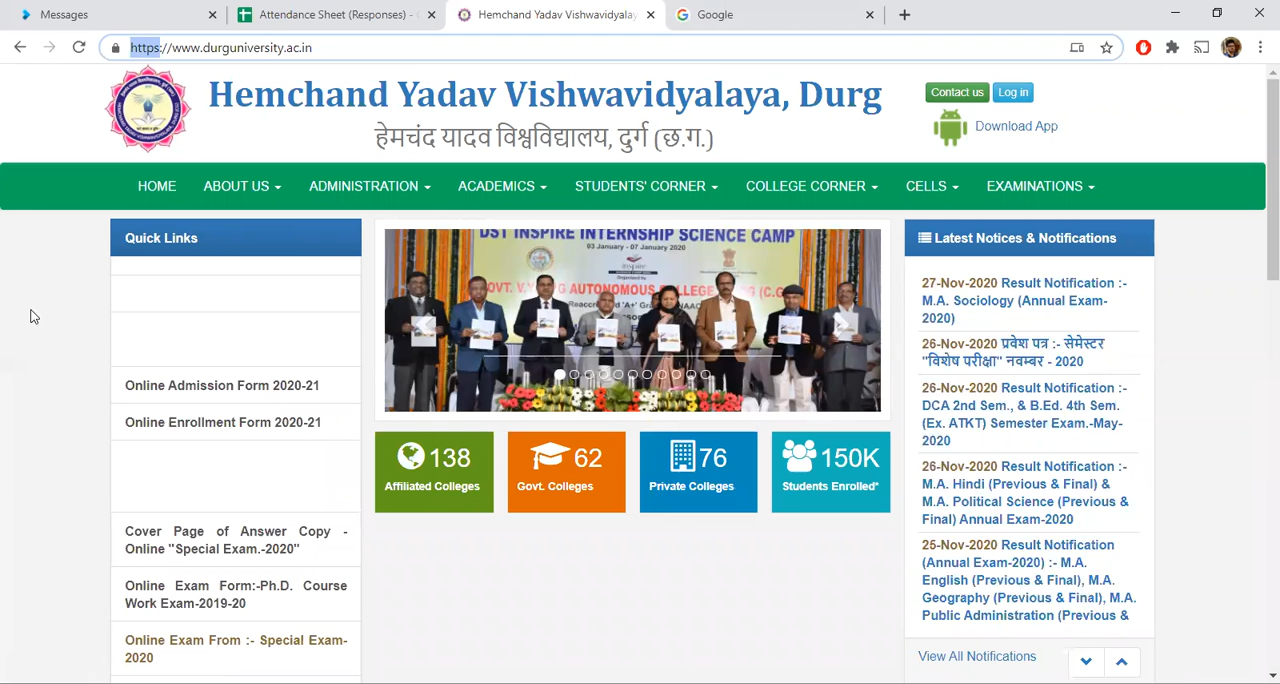 Messages
Attendance Sheet (Responses) -
Hemchand Yadav Vishwavidyalay
Google
https://www.durguniversity.ac.in
Hemchand Yadav Vishwavidyalaya, Durg
हेमचंद यादव विश्वविद्यालय, दुर्ग (छ.ग.)
Contact us
Log in
Download App
HOME
ABOUT US
ADMINISTRATION
ACADEMICS
STUDENTS' CORNER
COLLEGE CORNER
CELLS
EXAMINATIONS
Quick Links
Online Admission Form 2020-21
Online Enrollment Form 2020-21
Cover Page of Answer Copy -
Online "Special Exam.-2020"
Online Exam Form:-Ph.D. Course
Work Exam-2019-20
Online Exam From :- Special Exam-
2020
DST INSPIRE INTERNSHIP SCIENCE CAMP
03 January - 07 January 2020
Organized by
GOVT. V.Y.
AUTONOMOUS COLLEGE
(C.G
Reaccredited 'A+' Gra
NAAC
138
Affiliated Colleges
62
Govt. Colleges
76
Private Colleges
150K
Students Enrolled*
Latest Notices & Notifications
27-Nov-2020 Result Notification :-
M.A. Sociology (Annual Exam-
2020)
26-Nov-2020 प्रवेश पत्र :- सेमेस्टर
"विशेष परीक्षा" नवम्बर - 2020
26-Nov-2020 Result Notification :-
DCA 2nd Sem., & B.Ed. 4th Sem.
(Ex. ATKT) Semester Exam.-May-
2020
26-Nov-2020 Result Notification :-
M.A. Hindi (Previous & Final) &
M.A. Political Science (Previous &
Final) Annual Exam-2020
25-Nov-2020 Result Notification
(Annual Exam-2020) :- M.A.
English (Previous & Final), M.A.
Geography (Previous & Final), M.A.
Public Administration (Previous &
View All Notifications